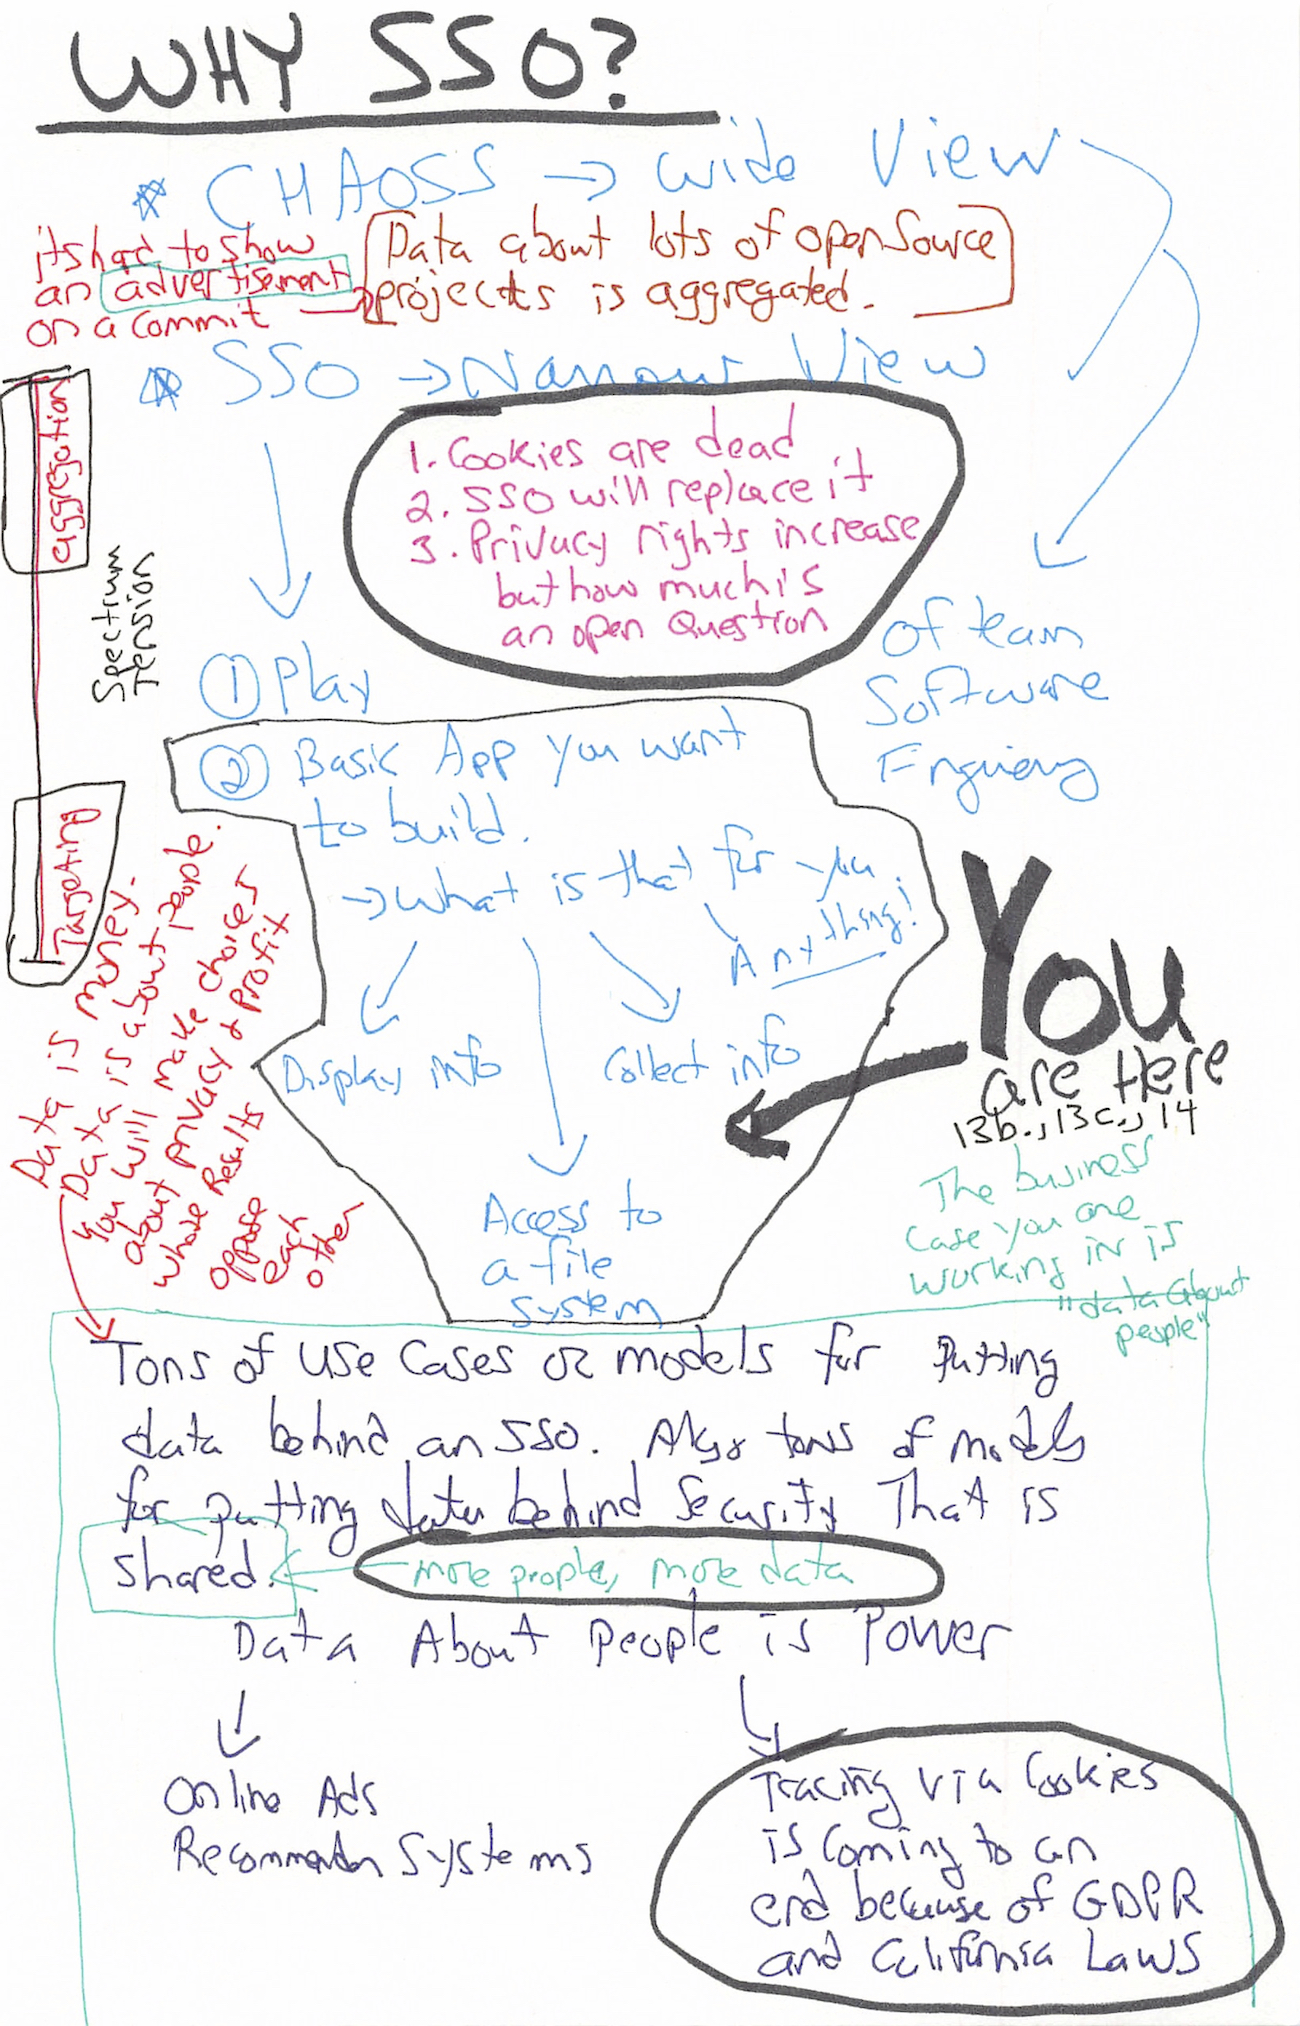 WHY SSO?
* CHAOSS → Wide View
its hard to show
an advertisement
on a commit →
Data about lots of open Source
projects is aggregated.
* SSO → Narrow View
1. Cookies are dead
2. SSO will replace it
3. Privacy rights increase
but how much is
an open Question
aggregation
Spectrum
Tension
Targeting
of team
Software
① Play
② Basic App you want
to build.
→ What is that for you.
Anything!
Display info
Collect info
Access to
a file
system
You
are Here
13b., 13c., 14
The business
case you are
working in is
"data about
people"
Data is money.
Data is about people.
You will make choices
about privacy & Profit
whose Results
oppose
each
other
Tons of use cases or models for putting
data behind an SSO. Also tons of models
for putting data behind Security That is
shared.
more people, more data
Data About People is Power
Online Ads
Systems
Tracing via Cookies
is coming to an
end because of GDPR
and California Laws